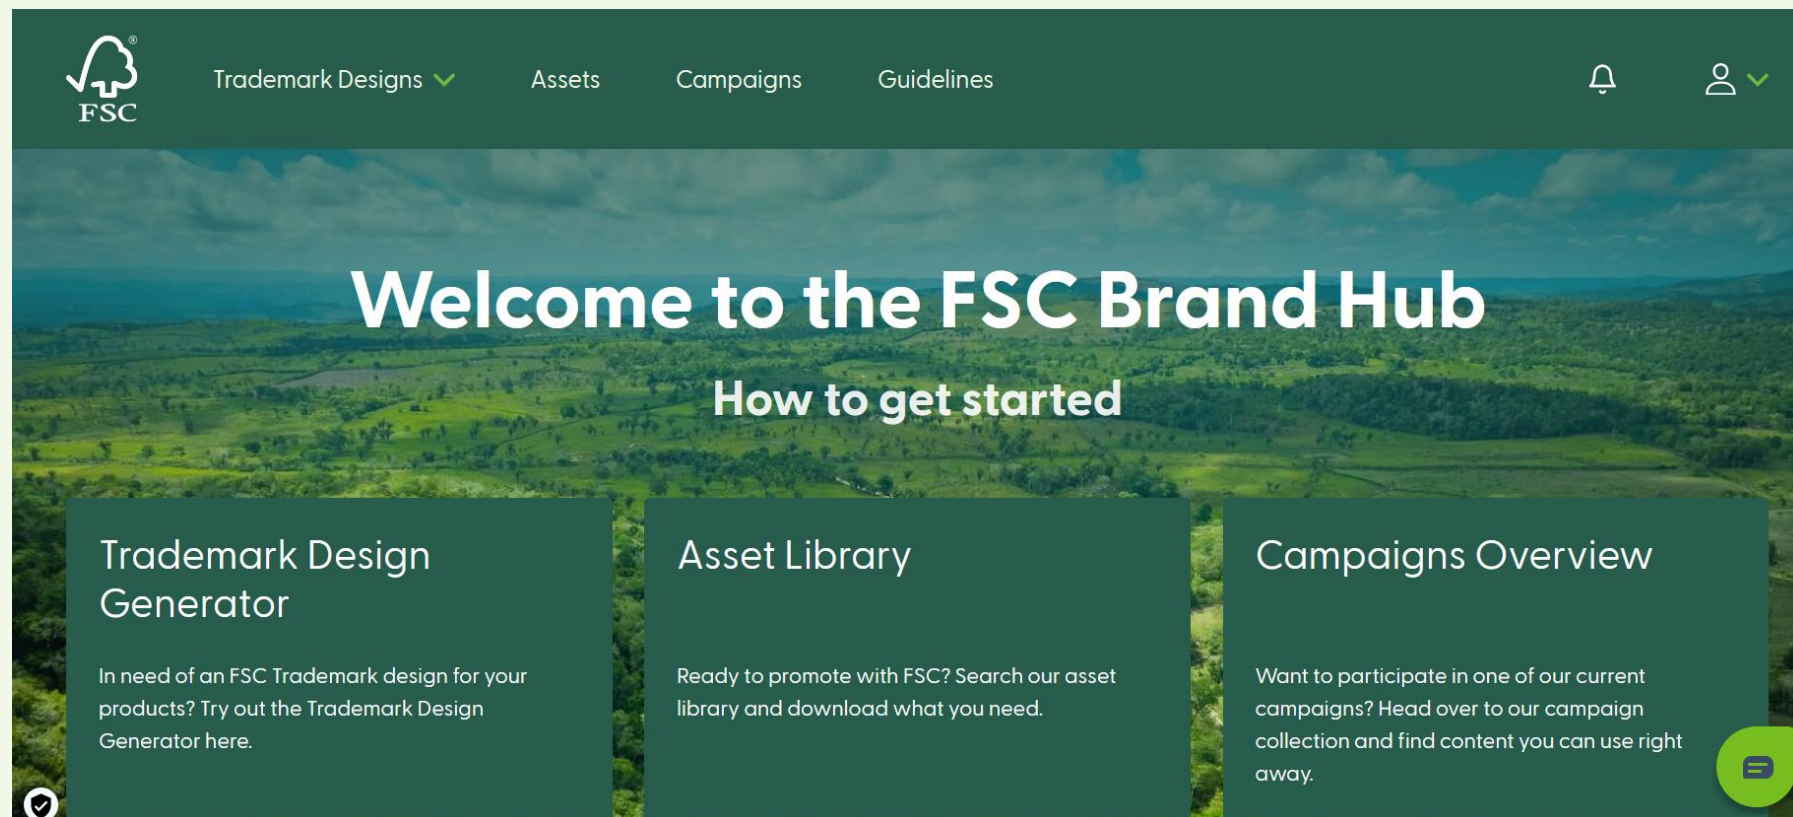 ®
FSC
Trademark Designs
Assets
Campaigns
Guidelines
Welcome to the FSC Brand Hub
How to get started
Trademark Design
Generator
In need of an FSC Trademark design for your
products? Try out the Trademark Design
Generator here.
Asset Library
Ready to promote with FSC? Search our asset
library and download what you need.
Campaigns Overview
Want to participate in one of our current
campaigns? Head over to our campaign
collection and find content you can use right
away.